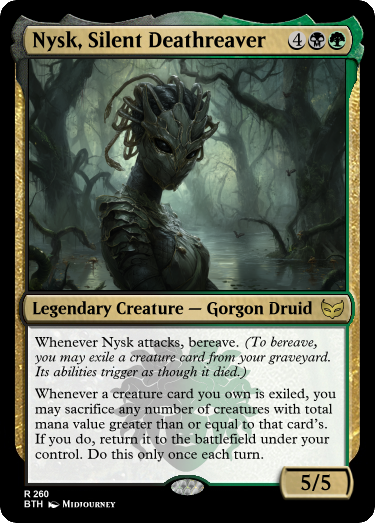 Nysk, Silent Deathreaver 4
Legendary Creature — Gorgon Druid
Whenever Nysk attacks, bereave. (To bereave,
you may exile a creature card from your graveyard.
Its abilities trigger as though it died.)
Whenever a creature card you own is exiled, you
may sacrifice any number of creatures with total
mana value greater than or equal to that card's.
If you do, return it to the battlefield under your
control. Do this only once each turn.
5/5
R 260
BTH Midjourney